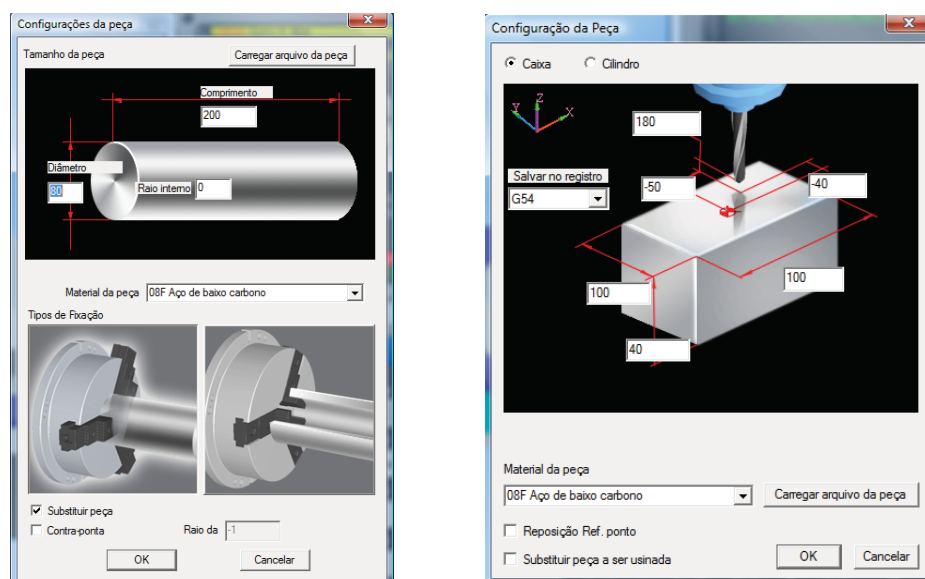 Configurações da peça
Tamanho da peça
Carregar arquivo da peça
Comprimento
200
Diâmetro
80
Raio interno
0
Material da peça
08F Aço de baixo carbono
Tipos de Fixação
Substituir peça
Contra-ponta
Raio da
-1
OK
Cancelar
Configuração da Peça
Caixa
Cilindro
Z
Y
X
180
Salvar no registro
G54
-50
-40
100
100
40
Material da peça
08F Aço de baixo carbono
Carregar arquivo da peça
Reposição Ref. ponto
Substituir peça a ser usinada
OK
Cancelar